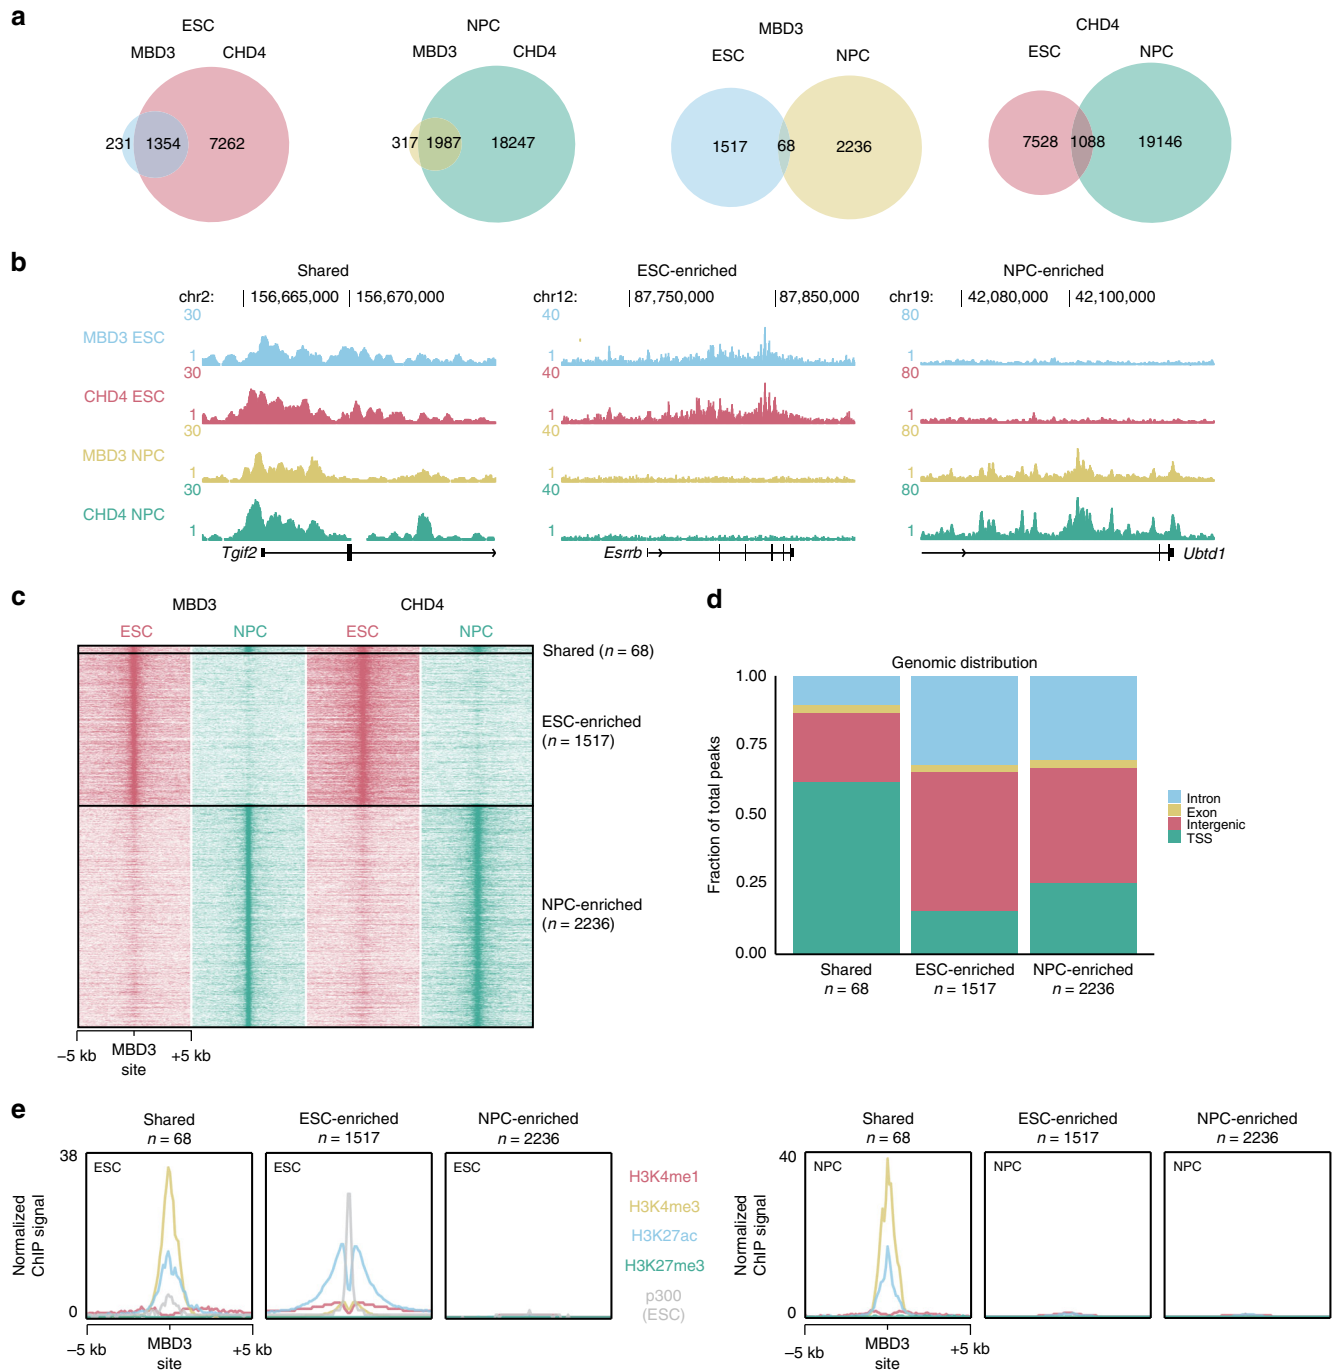 a
ESC
MBD3 CHD4
231 1354 7262
NPC
MBD3 CHD4
317 1987 18247
MBD3
ESC NPC
1517 68 2236
CHD4
ESC NPC
7528 1088 19146
b
Shared
chr2: 156,665,000 156,670,000
ESC-enriched
chr12: 87,750,000 87,850,000
NPC-enriched
chr19: 42,080,000 42,100,000
30 40 80
MBD3 ESC
1 1 1
30 40 80
CHD4 ESC
1 1 1
30 40 80
MBD3 NPC
1 1 1
30 40 80
CHD4 NPC
1 1 1
Tgif2 Esrrb Ubtd1
c
MBD3 CHD4
ESC NPC ESC NPC
Shared (n = 68)
ESC-enriched
(n = 1517)
NPC-enriched
(n = 2236)
–5 kb MBD3 +5 kb
site
d
Genomic distribution
Fraction of total peaks
1.00
0.75
0.50
0.25
0.00
Shared
n = 68
ESC-enriched
n = 1517
NPC-enriched
n = 2236
Intron
Exon
Intergenic
TSS
e
Shared
n = 68
ESC-enriched
n = 1517
NPC-enriched
n = 2236
38
0
Normalized
ChIP signal
ESC ESC ESC
–5 kb MBD3 +5 kb
site
H3K4me1
H3K4me3
H3K27ac
H3K27me3
p300
(ESC)
Shared
n = 68
ESC-enriched
n = 1517
NPC-enriched
n = 2236
40
0
Normalized
ChIP signal
NPC NPC NPC
–5 kb MBD3 +5 kb
site